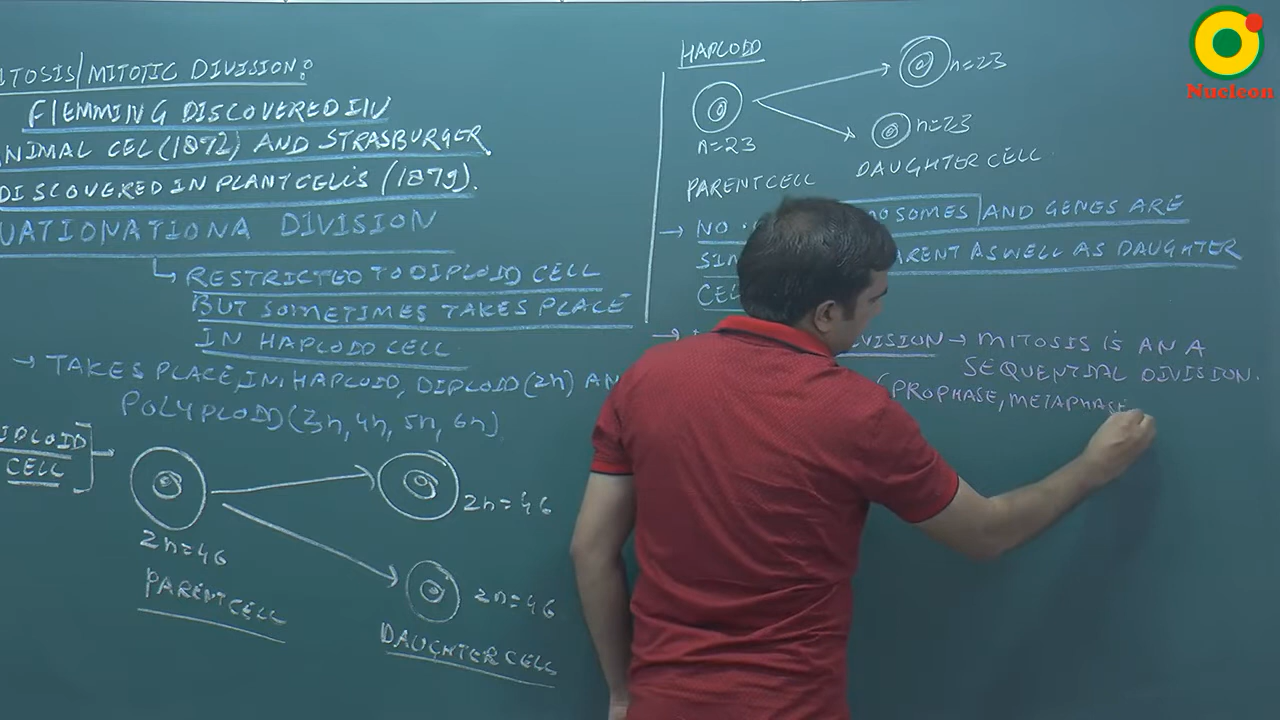 ITOSIS/MITOTIC DIVISION:
FLEMMING DISCOVERED IN
NIMAL CEL(1892) AND STRASBURGER
DISCOVERED IN PLANT CELLS (1879).
UATIONATIONA DIVISION
RESTRICTED TO DIPLOID CELL
BUT SOMETIMES TAKES PLACE
IN HAPLOID CELL
→ TAKES PLACE, IN, HAPLOID, DIPLOID (2n) AN
POLYPLOID (3n, 4n, 5n, 6n)
IPLOID
CELL
2n=46
PARENT CELL
2n=46
2n=46
DAUGHTER CELL
HAPLOID
n=23
n=23
n=23
PARENT CELL
DAUGHTER CELL
→ NO. OSOMES AND GENES ARE
SIM ARENT AS WELL AS DAUGHTER
CEL
→ VISION → MITOSIS IS AN A
SEQUENTIAL DIVISION.
(PROPHASE, METAPHASE
Nucleon